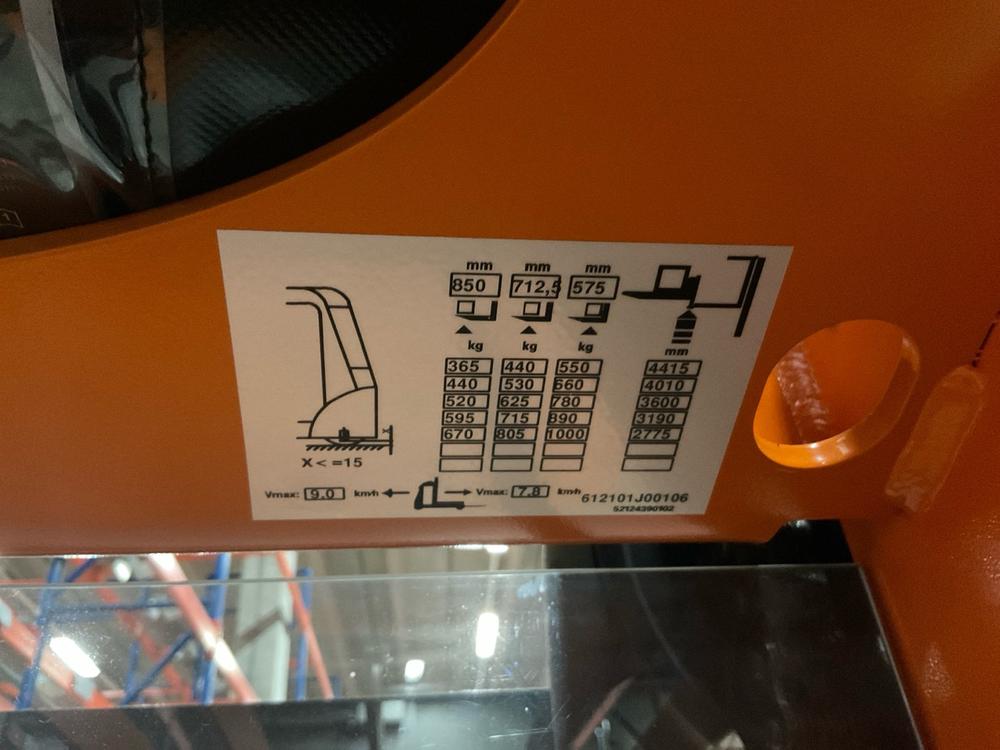 mm mm mm
850 712,5 575
kg kg kg mm
365 440 550 4415
440 530 660 4010
520 625 780 3600
595 715 890 3190
670 805 1000 2775
X
X<=15
Vmax: 9.0 km/h Vmax: 7.8 km/h 612101J00106
52124390102
1